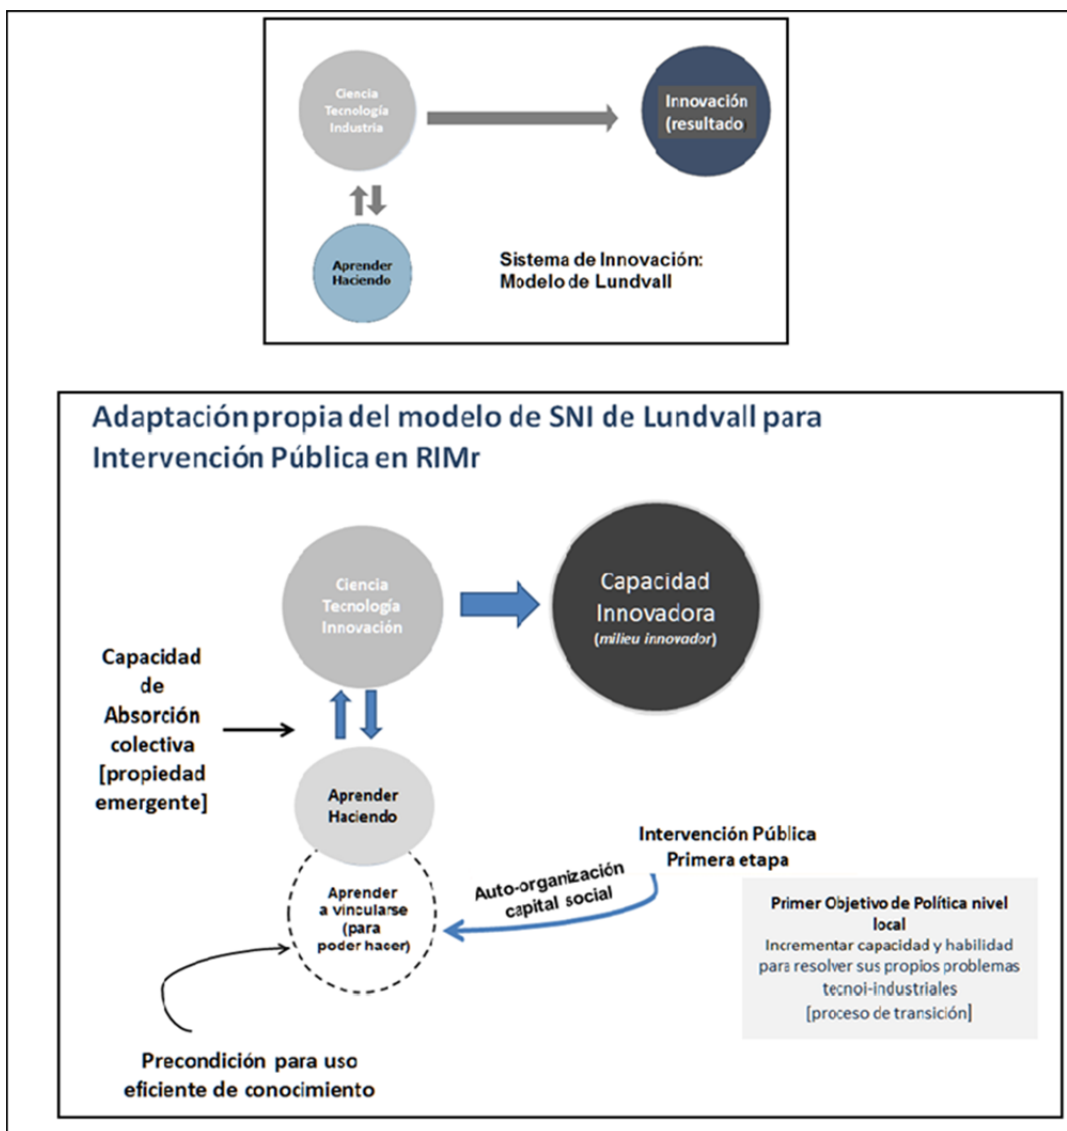 Ciencia
Tecnología
Industria
Innovación
(resultado)
Aprender
Haciendo
Sistema de Innovación:
Modelo de Lundvall
Adaptación propia del modelo de SNI de Lundvall para
Intervención Pública en RIMr
Ciencia
Tecnología
Innovación
Capacidad
Innovadora
(milieu innovador)
Capacidad
de
Absorción
colectiva
[propiedad
emergente]
Aprender
Haciendo
Aprender
a vincularse
(para
poder hacer)
Auto-organización
capital social
Intervención Pública
Primera etapa
Primer Objetivo de Política nivel
local
Incrementar capacidad y habilidad
para resolver sus propios problemas
tecnoi-industriales
[proceso de transición]
Precondición para uso
eficiente de conocimiento